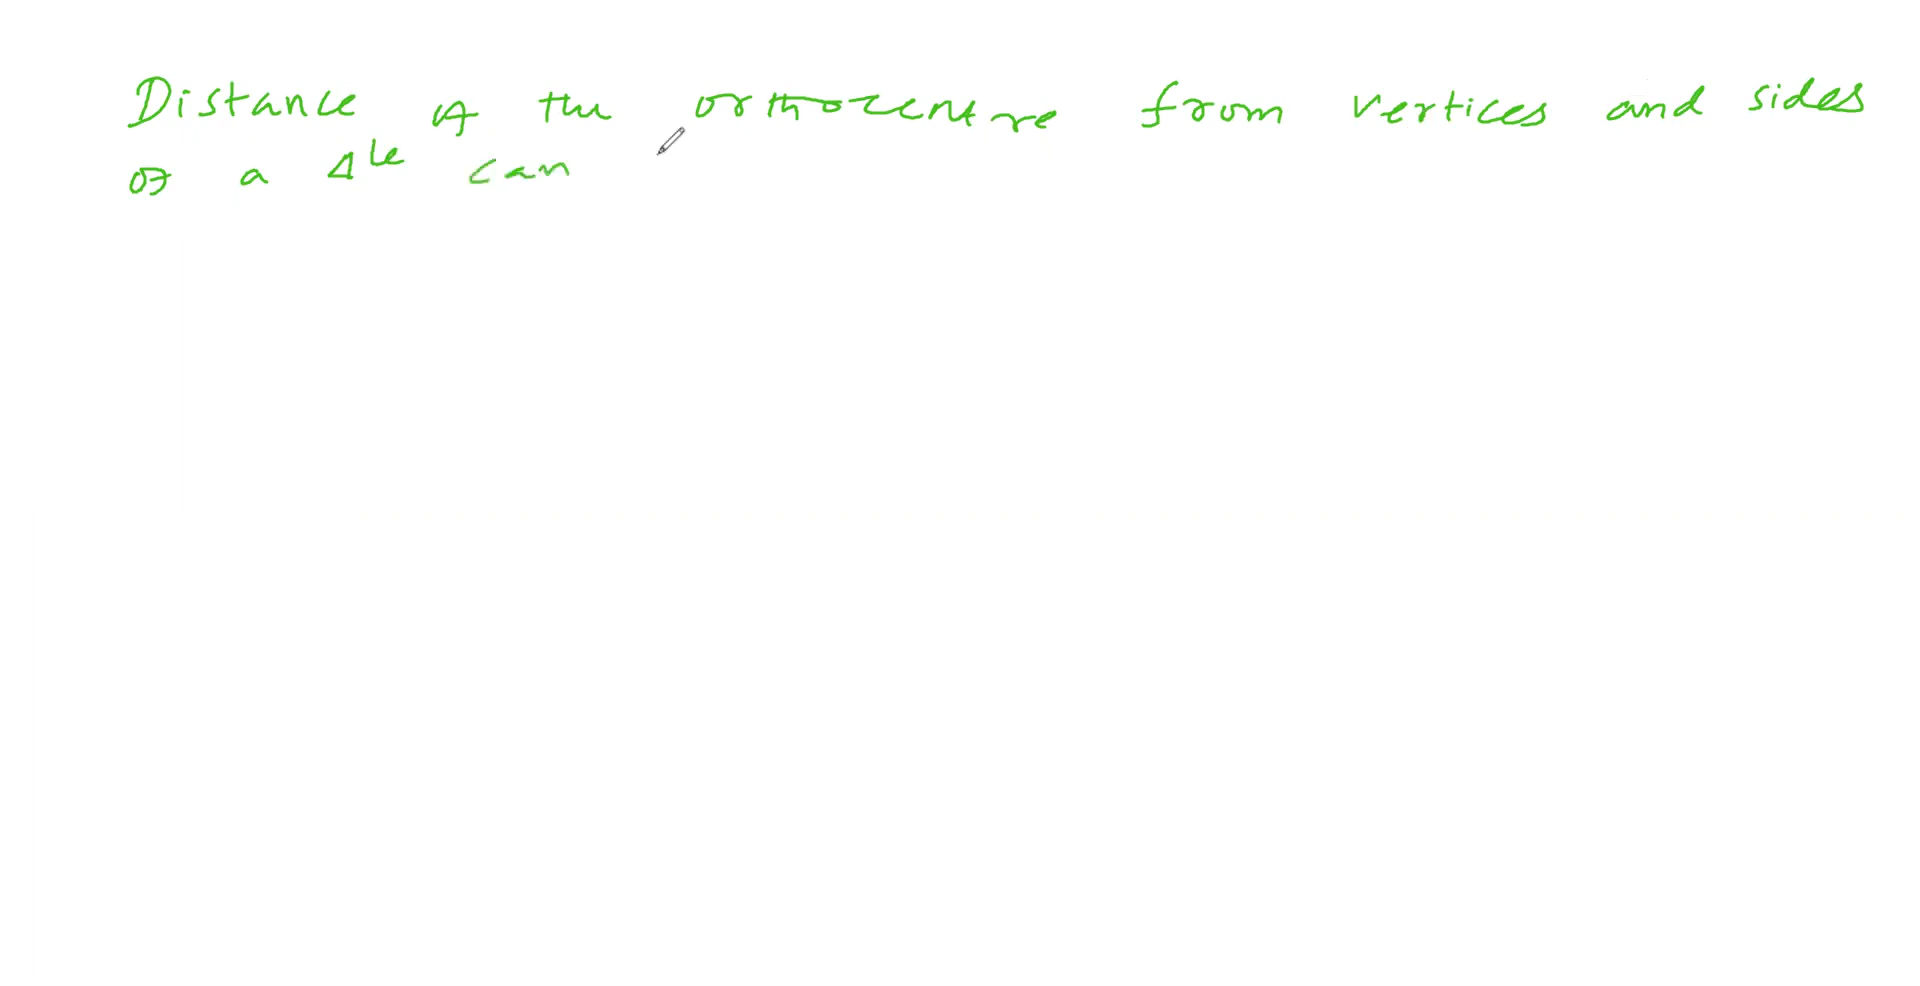 Distance of the orthocentre from vertices and sides
of a Δle can